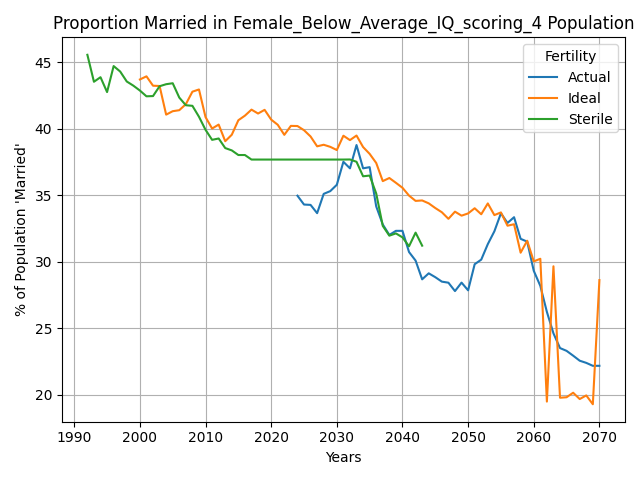 Proportion Married in Female_Below_Average_IQ_scoring_4 Population
% of Population 'Married'
45
40
35
30
25
20
Fertility
Actual
Ideal
Sterile
1990 2000 2010 2020 2030 2040 2050 2060 2070
Years